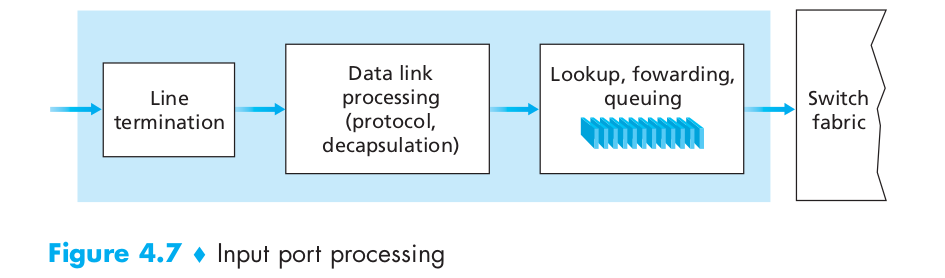 Line
termination
Data link
processing
(protocol,
decapsulation)
Lookup, fowarding,
queuing
Switch
fabric
Figure 4.7 ♦ Input port processing